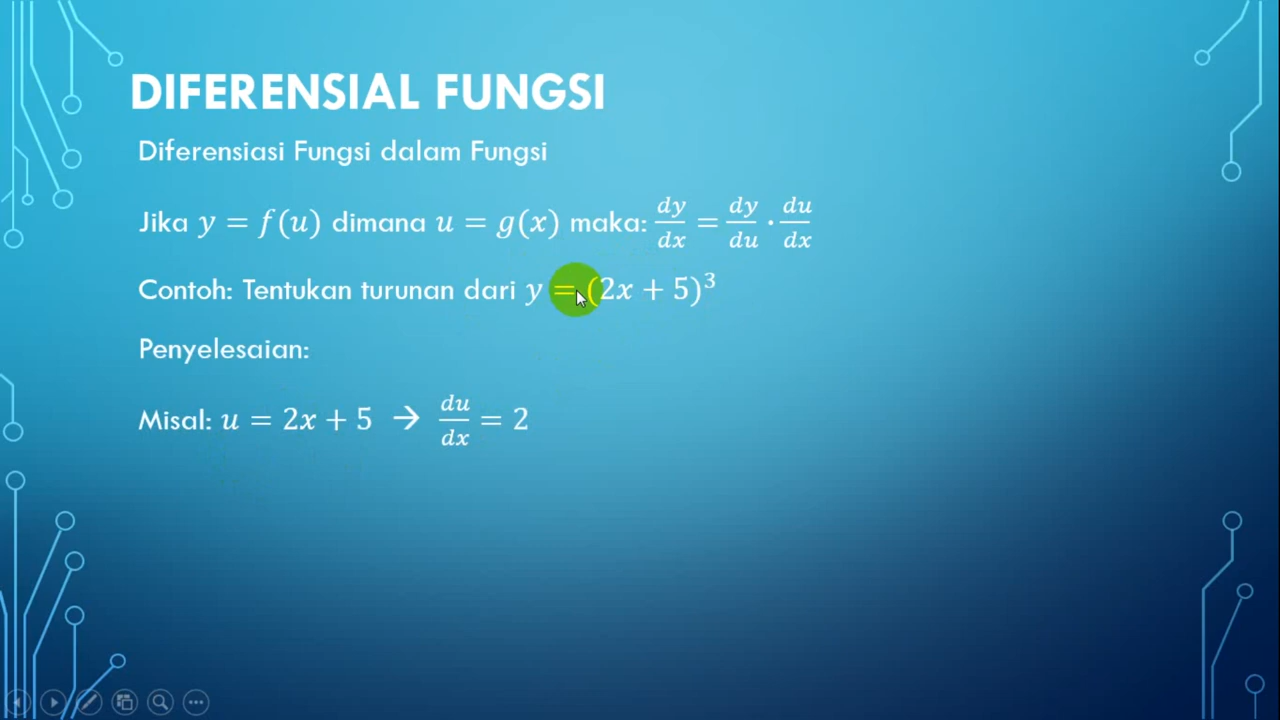 DIFERENSIAL FUNGSI
Diferensiasi Fungsi dalam Fungsi
Jika y = f(u) dimana u = g(x) maka: dy/dx = dy/du · du/dx
Contoh: Tentukan turunan dari y = (2x + 5)³
Penyelesaian:
Misal: u = 2x + 5 → du/dx = 2